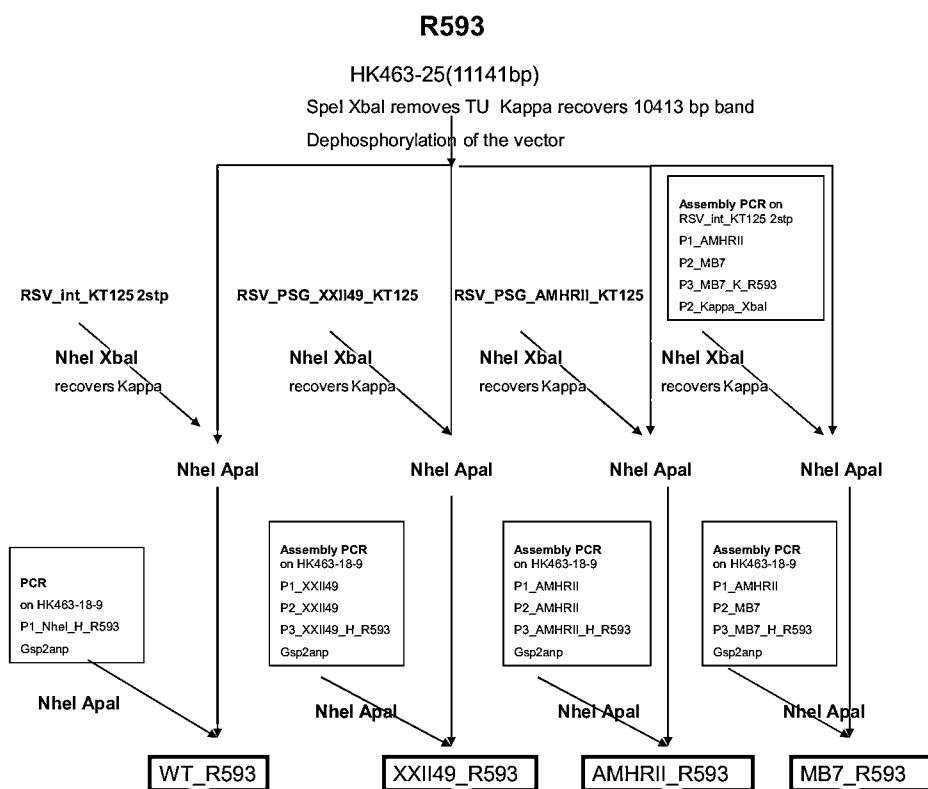 R593
HK463-25(11141bp)
SpeI XbaI removes TU Kappa recovers 10413 bp band
Dephosphorylation of the vector
Assembly PCR on
RSV_int_KT125 2stp
P1_AMHRII
P2_MB7
P3_MB7_K_R593
P2_Kappa_XbaI
RSV_int_KT125 2stp
RSV_PSG_XXII49_KT125
RSV_PSG_AMHRII_KT125
NheI XbaI
recovers Kappa
NheI XbaI
recovers Kappa
NheI XbaI
recovers Kappa
NheI XbaI
recovers Kappa
NheI ApaI
NheI ApaI
NheI ApaI
NheI ApaI
PCR
on HK463-18-9
P1_NheI_H_R593
Gsp2anp
Assembly PCR
on HK463-18-9
P1_XXII49
P2_XXII49
P3_XXII49_H_R593
Gsp2anp
Assembly PCR
on HK463-18-9
P1_AMHRII
P2_AMHRII
P3_AMHRII_H_R593
Gsp2anp
Assembly PCR
on HK463-18-9
P1_AMHRII
P2_MB7
P3_MB7_H_R593
Gsp2anp
NheI ApaI
NheI ApaI
NheI ApaI
NheI ApaI
WT_R593
XXII49_R593
AMHRII_R593
MB7_R593